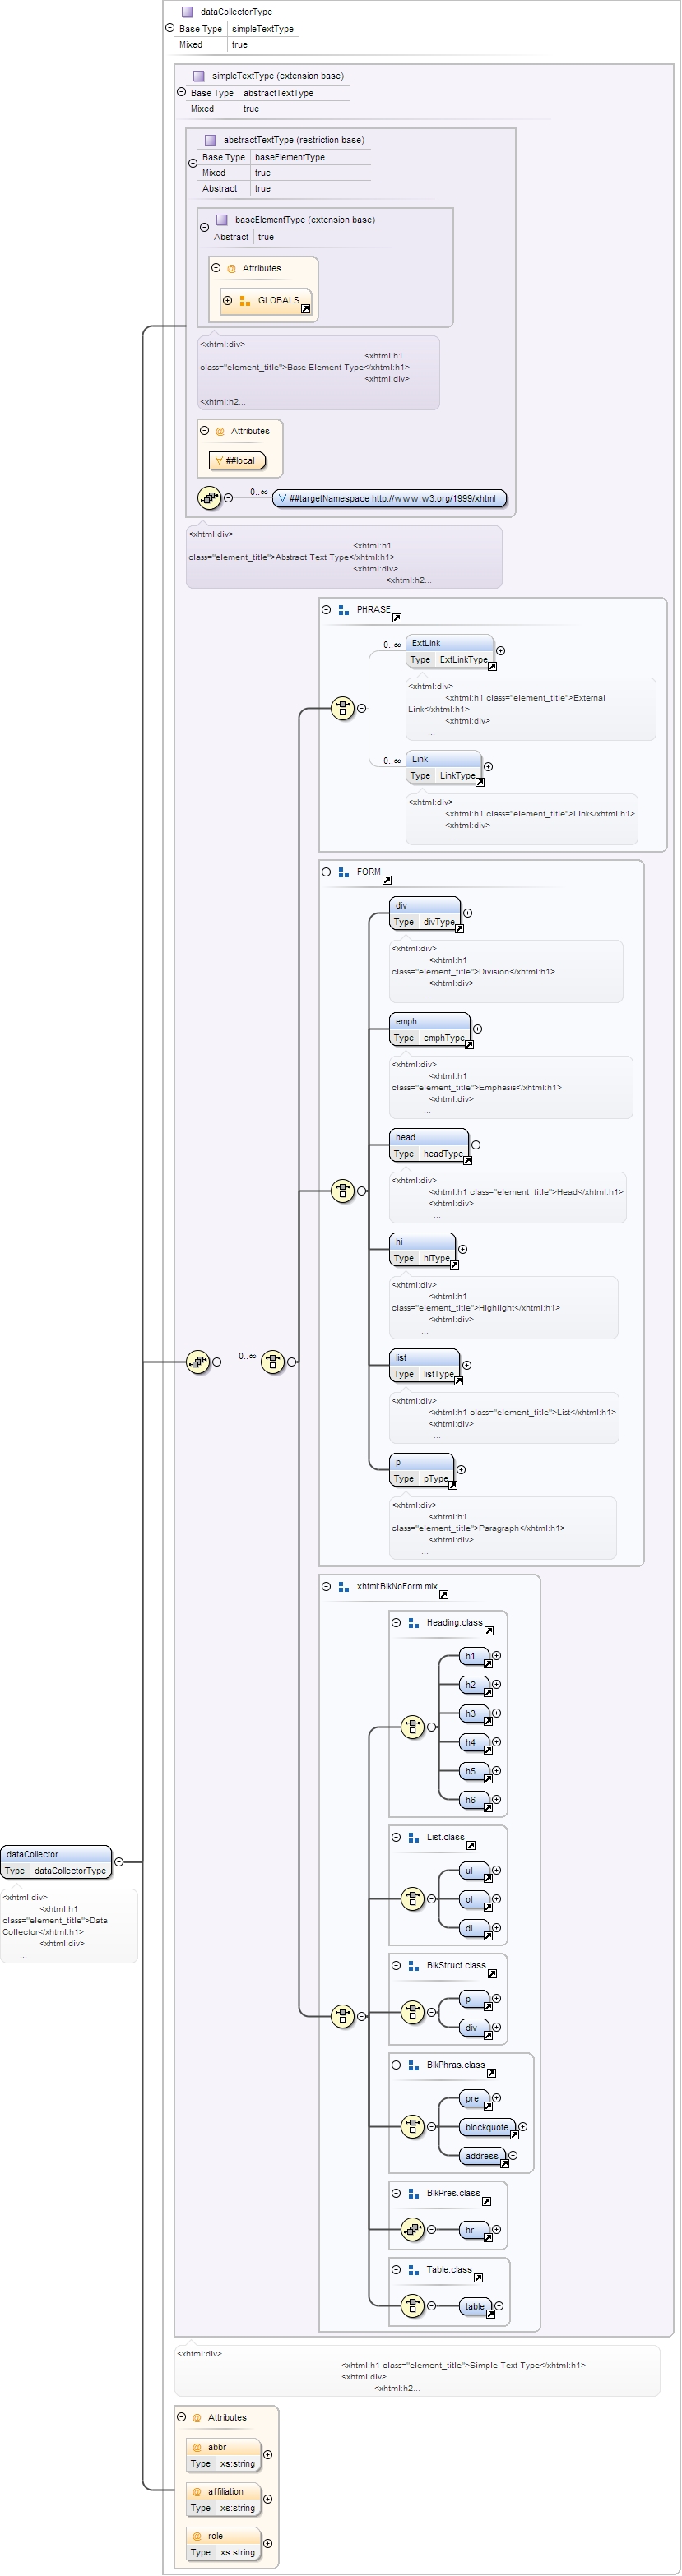 dataCollectorType
Base Type simpleTextType
Mixed true
simpleTextType (extension base)
Base Type abstractTextType
Mixed true
abstractTextType (restriction base)
Base Type baseElementType
Mixed true
Abstract true
baseElementType (extension base)
Abstract true
@ Attributes
GLOBALS
<xhtml:div>
<xhtml:h1
class="element_title">Base Element Type</xhtml:h1>
<xhtml:div>
<xhtml:h2...
@ Attributes
∀ ##local
0..∞ ∀ ##targetNamespace http://www.w3.org/1999/xhtml
<xhtml:div>
<xhtml:h1
class="element_title">Abstract Text Type</xhtml:h1>
<xhtml:div>
<xhtml:h2...
PHRASE
0..∞ ExtLink
Type ExtLinkType
<xhtml:div>
<xhtml:h1 class="element_title">External
Link</xhtml:h1>
<xhtml:div>
...
0..∞ Link
Type LinkType
<xhtml:div>
<xhtml:h1 class="element_title">Link</xhtml:h1>
<xhtml:div>
...
FORM
div
Type divType
<xhtml:div>
<xhtml:h1
class="element_title">Division</xhtml:h1>
<xhtml:div>
...
emph
Type emphType
<xhtml:div>
<xhtml:h1
class="element_title">Emphasis</xhtml:h1>
<xhtml:div>
...
head
Type headType
<xhtml:div>
<xhtml:h1 class="element_title">Head</xhtml:h1>
<xhtml:div>
...
hi
Type hiType
<xhtml:div>
<xhtml:h1
class="element_title">Highlight</xhtml:h1>
<xhtml:div>
...
0..∞
list
Type listType
<xhtml:div>
<xhtml:h1 class="element_title">List</xhtml:h1>
<xhtml:div>
...
p
Type pType
<xhtml:div>
<xhtml:h1
class="element_title">Paragraph</xhtml:h1>
<xhtml:div>
...
xhtml:BlkNoForm.mix
Heading.class
h1
h2
h3
h4
h5
h6
List.class
ul
ol
dl
dataCollector
Type dataCollectorType
<xhtml:div>
<xhtml:h1
class="element_title">Data
Collector</xhtml:h1>
<xhtml:div>
...
BlkStruct.class
p
div
BlkPhras.class
pre
blockquote
address
BlkPres.class
hr
Table.class
table
<xhtml:div>
<xhtml:h1 class="element_title">Simple Text Type</xhtml:h1>
<xhtml:div>
<xhtml:h2...
@ Attributes
@ abbr
Type xs:string
@ affiliation
Type xs:string
@ role
Type xs:string